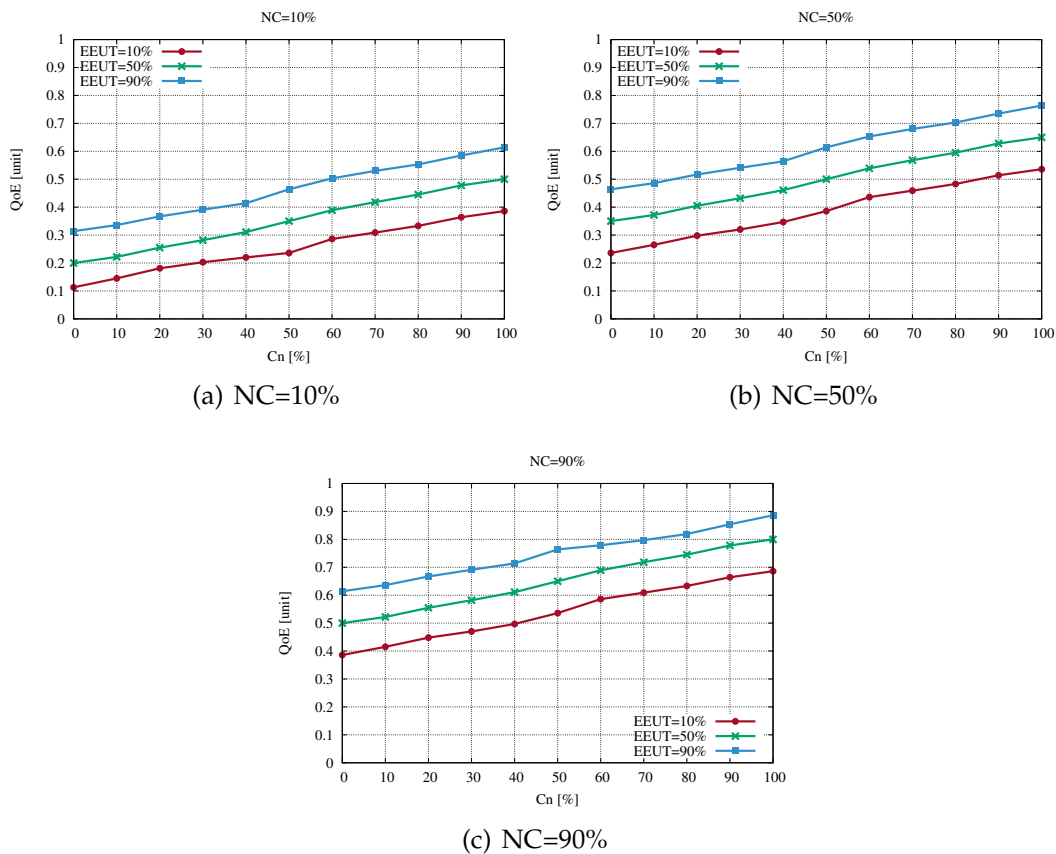 NC=10%
1
0.9
0.8
0.7
0.6
0.5
0.4
0.3
0.2
0.1
0
QoE [unit]
EEUT=10%
EEUT=50%
EEUT=90%
0 10 20 30 40 50 60 70 80 90 100
Cn [%]
(a) NC=10%
NC=50%
1
0.9
0.8
0.7
0.6
0.5
0.4
0.3
0.2
0.1
0
QoE [unit]
EEUT=10%
EEUT=50%
EEUT=90%
0 10 20 30 40 50 60 70 80 90 100
Cn [%]
(b) NC=50%
NC=90%
1
0.9
0.8
0.7
0.6
0.5
0.4
0.3
0.2
0.1
0
QoE [unit]
EEUT=10%
EEUT=50%
EEUT=90%
0 10 20 30 40 50 60 70 80 90 100
Cn [%]
(c) NC=90%